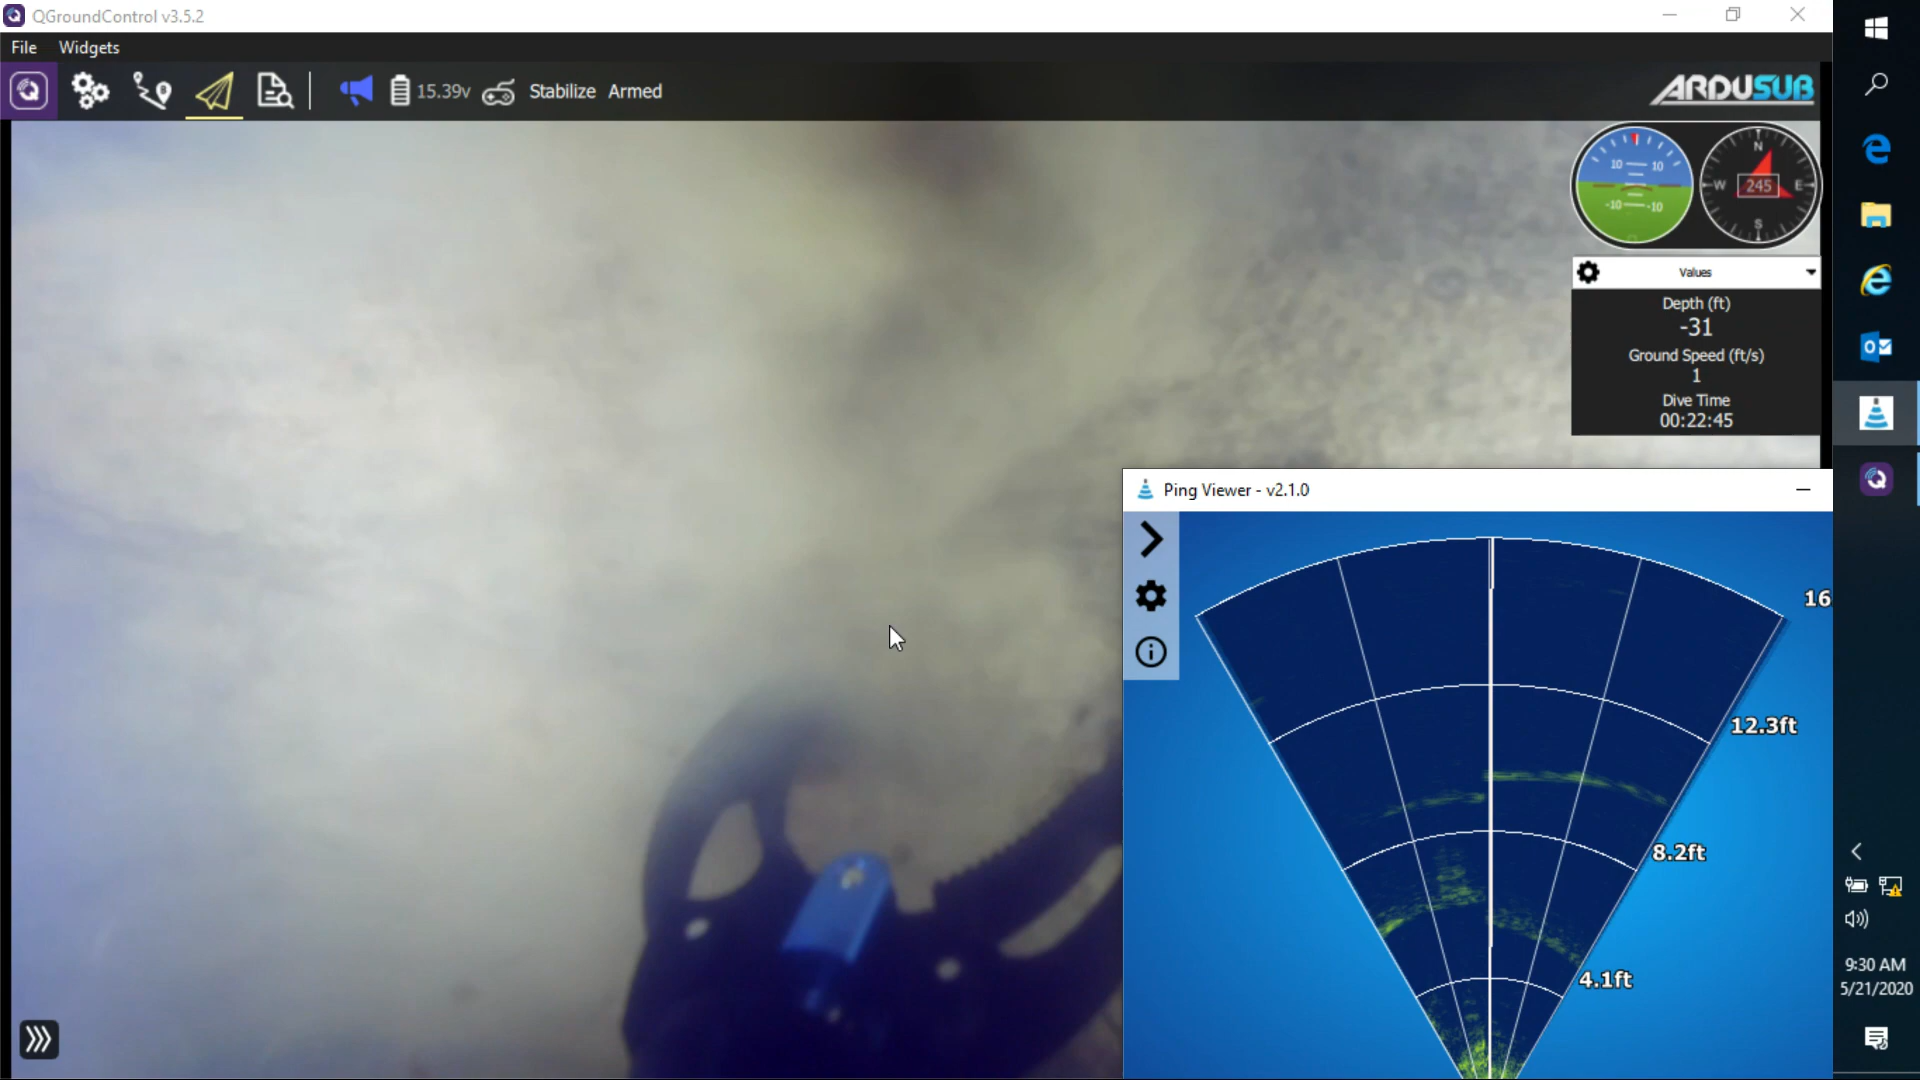 QGroundControl v3.5.2
File Widgets
15.39v Stabilize Armed
ARDUSUB
10 10
-10 -10
N
W 245 E
S
Values
Depth (ft)
-31
Ground Speed (ft/s)
1
Dive Time
00:22:45
Ping Viewer - v2.1.0
16
12.3ft
8.2ft
4.1ft
9:30 AM
5/21/2020